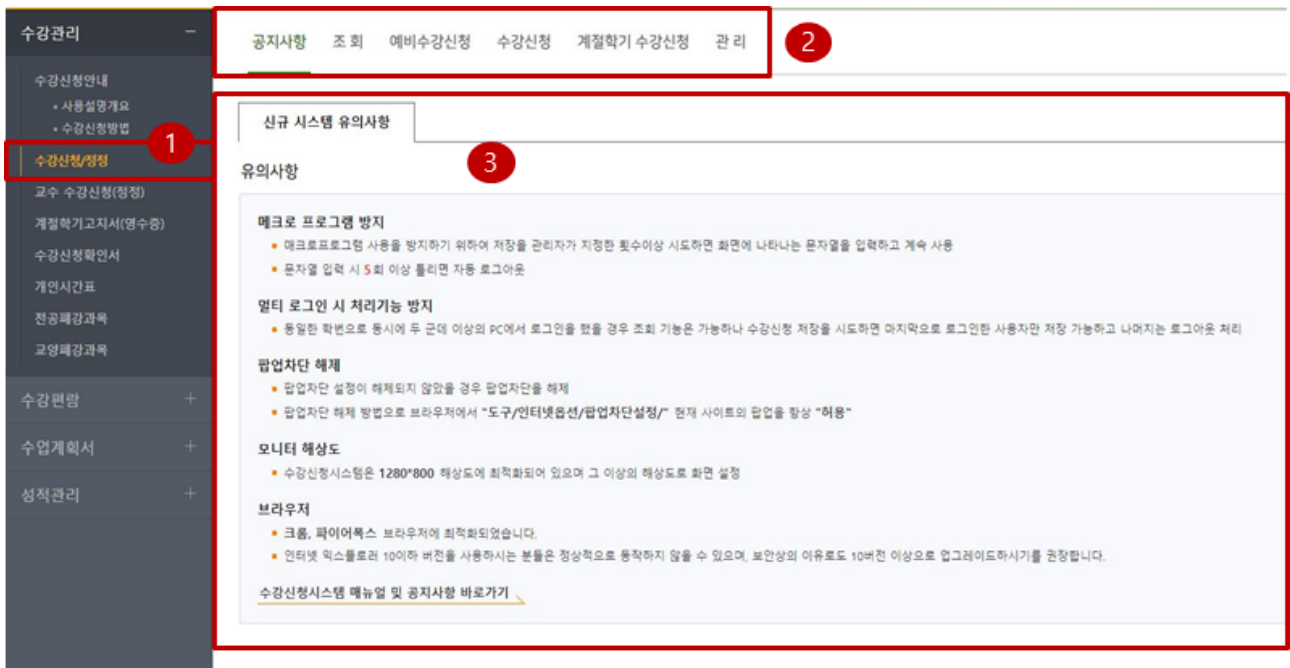 수강관리 −
수강신청안내
• 사용설명개요
• 수강신청방법
1
수강신청/정정
교수 수강신청(정정)
계절학기고지서(영수증)
수강신청확인서
개인시간표
전공폐강과목
교양폐강과목
수강편람 +
수업계획서 +
성적관리 +
공지사항 조 회 예비수강신청 수강신청 계절학기 수강신청 관 리
2
신규 시스템 유의사항
3
유의사항
메크로 프로그램 방지
▪ 매크로프로그램 사용을 방지하기 위하여 저장을 관리자가 지정한 횟수이상 시도하면 화면에 나타나는 문자열을 입력하고 계속 사용
▪ 문자열 입력 시 5회 이상 틀리면 자동 로그아웃
멀티 로그인 시 처리기능 방지
▪ 동일한 학번으로 동시에 두 군데 이상의 PC에서 로그인을 했을 경우 조회 기능은 가능하나 수강신청 저장을 시도하면 마지막으로 로그인한 사용자만 저장 가능하고 나머지는 로그아웃 처리
팝업차단 해제
▪ 팝업차단 설정이 해제되지 않았을 경우 팝업차단을 해제
▪ 팝업차단 해제 방법으로 브라우저에서 "도구/인터넷옵션/팝업차단설정/" 현재 사이트의 팝업을 항상 "허용"
모니터 해상도
▪ 수강신청시스템은 1280*800 해상도에 최적화되어 있으며 그 이상의 해상도로 화면 설정
브라우저
▪ 크롬, 파이어폭스 브라우저에 최적화되었습니다.
▪ 인터넷 익스플로러 10이하 버전을 사용하시는 분들은 정상적으로 동작하지 않을 수 있으며, 보안상의 이유로도 10버전 이상으로 업그레이드하시기를 권장합니다.
수강신청시스템 매뉴얼 및 공지사항 바로가기